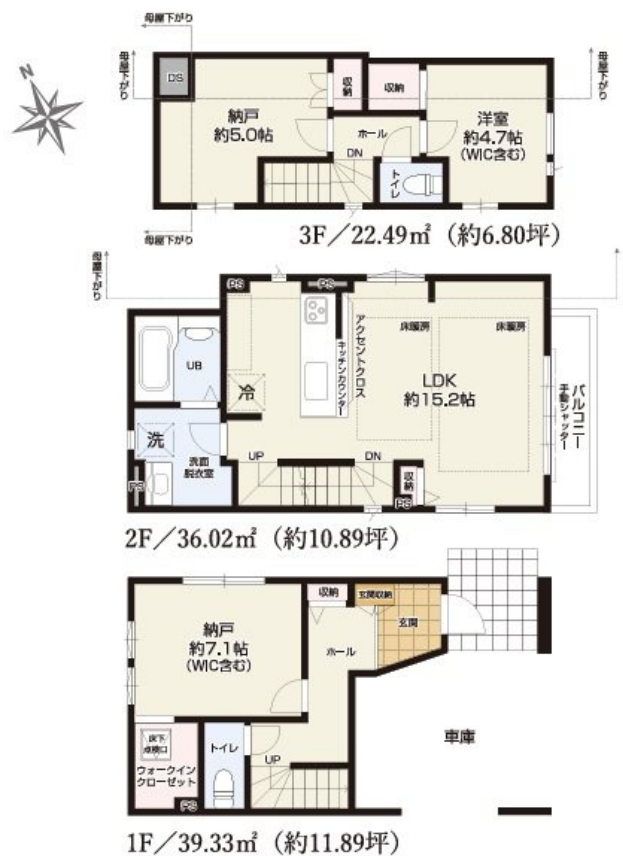 母屋下がり
母屋下がり
母屋下がり
N
DS
納戸
約5.0帖
収納
収納
ホール
DN
トイレ
洋室
約4.7帖
(WIC含む)
母屋下がり
3F/22.49㎡(約6.80坪)
母屋下がり
PS
PS
UB
冷
キッチンカウンター
アクセントクロス
床暖房
床暖房
LDK
約15.2帖
バルコニー
手動シャッター
洗
洗面
脱衣室
PS
UP
DN
収納
PS
2F/36.02㎡(約10.89坪)
納戸
約7.1帖
(WIC含む)
収納
玄関収納
玄関
ホール
床下
点検口
ウォークイン
クローゼット
PS
トイレ
UP
車庫
1F/39.33㎡(約11.89坪)